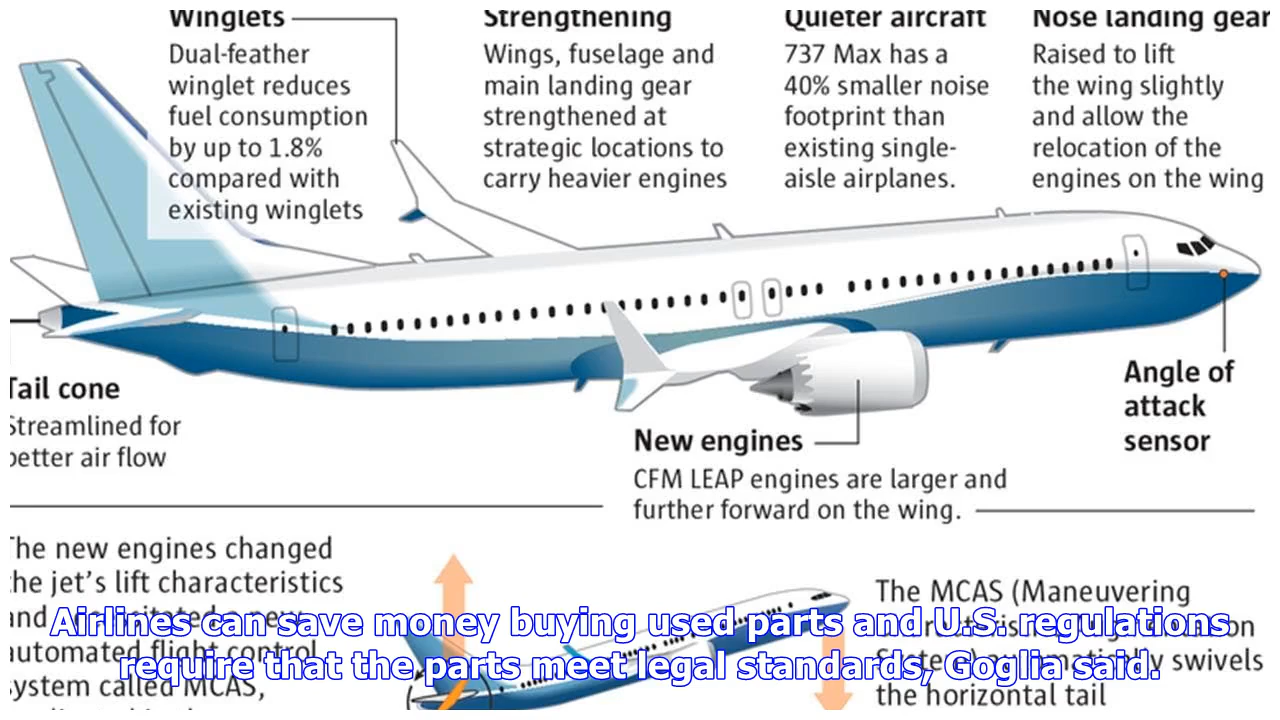 Winglets
Dual-feather
winglet reduces
fuel consumption
by up to 1.8%
compared with
existing winglets
Strengthening
Wings, fuselage and
main landing gear
strengthened at
strategic locations to
carry heavier engines
Quieter aircraft
737 Max has a
40% smaller noise
footprint than
existing single-
aisle airplanes.
Nose landing gear
Raised to lift
the wing slightly
and allow the
relocation of the
engines on the wing
Tail cone
Streamlined for
better air flow
New engines
CFM LEAP engines are larger and
further forward on the wing.
Angle of
attack
sensor
The new engines changed
the jet's lift characteristics
and a new
automated flight control
system called MCAS,
The MCAS (Maneuvering
swivels
the horizontal tail
Airlines can save money buying used parts and U.S. regulations
require that the parts meet legal standards, Goglia said.